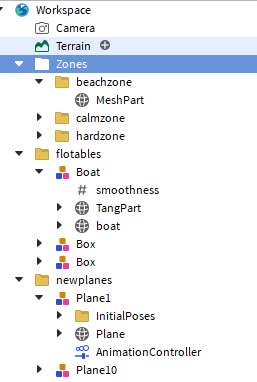 Workspace
Camera
Terrain
Zones
beachzone
MeshPart
calmzone
hardzone
flotables
Boat
# smoothness
TangPart
boat
Box
Box
newplanes
Plane1
InitialPoses
Plane
AnimationController
Plane10